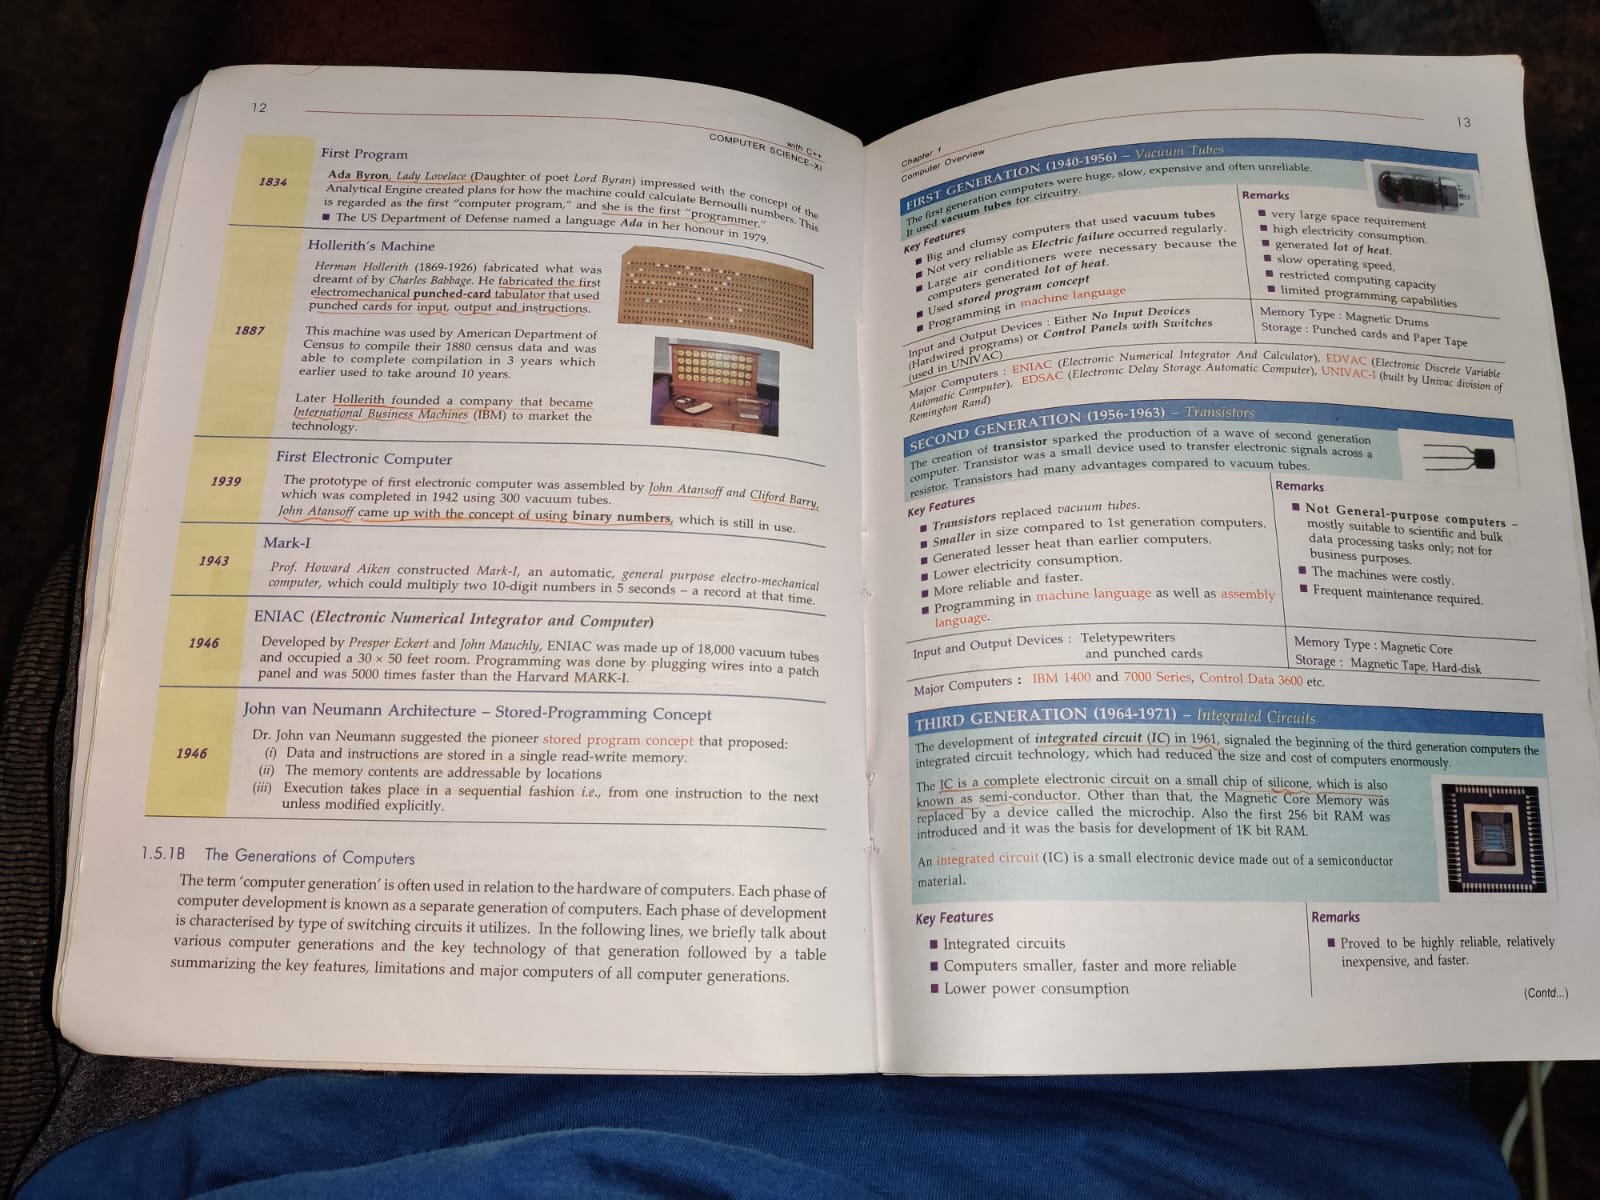 12
with C++
COMPUTER SCIENCE–XI
First Program
1834
Ada Byron, Lady Lovelace (Daughter of poet Lord Byran) impressed with the concept of the
Analytical Engine created plans for how the machine could calculate Bernoulli numbers. This
is regarded as the first "computer program," and she is the first "programmer."
■ The US Department of Defense named a language Ada in her honour in 1979.
Hollerith's Machine
Herman Hollerith (1869-1926) fabricated what was
dreamt of by Charles Babbage. He fabricated the first
electromechanical punched-card tabulator that used
punched cards for input, output and instructions.
1887
This machine was used by American Department of
Census to compile their 1880 census data and was
able to complete compilation in 3 years which
earlier used to take around 10 years.
Later Hollerith founded a company that became
International Business Machines (IBM) to market the
technology.
First Electronic Computer
1939
The prototype of first electronic computer was assembled by John Atansoff and Cliford Barry,
which was completed in 1942 using 300 vacuum tubes.
John Atansoff came up with the concept of using binary numbers, which is still in use.
Mark-I
1943
Prof. Howard Aiken constructed Mark-I, an automatic, general purpose electro-mechanical
computer, which could multiply two 10-digit numbers in 5 seconds – a record at that time.
ENIAC (Electronic Numerical Integrator and Computer)
1946
Developed by Presper Eckert and John Mauchly, ENIAC was made up of 18,000 vacuum tubes
and occupied a 30 × 50 feet room. Programming was done by plugging wires into a patch
panel and was 5000 times faster than the Harvard MARK-I.
John van Neumann Architecture – Stored-Programming Concept
1946
Dr. John van Neumann suggested the pioneer stored program concept that proposed:
(i) Data and instructions are stored in a single read-write memory.
(ii) The memory contents are addressable by locations
(iii) Execution takes place in a sequential fashion i.e., from one instruction to the next
unless modified explicitly.
1.5.1B The Generations of Computers
The term 'computer generation' is often used in relation to the hardware of computers. Each phase of
computer development is known as a separate generation of computers. Each phase of development
is characterised by type of switching circuits it utilizes. In the following lines, we briefly talk about
various computer generations and the key technology of that generation followed by a table
summarizing the key features, limitations and major computers of all computer generations.
Chapter 1
Computer Overview
13
FIRST GENERATION (1940-1956) – Vacuum Tubes
The first generation computers were huge, slow, expensive and often unreliable.
It used vacuum tubes for circuitry.
Key Features
■ Big and clumsy computers that used vacuum tubes
■ Not very reliable as Electric failure occurred regularly.
■ Large air conditioners were necessary because the
computers generated lot of heat.
■ Used stored program concept
■ Programming in machine language
Remarks
■ very large space requirement
■ high electricity consumption.
■ generated lot of heat.
■ slow operating speed,
■ restricted computing capacity
■ limited programming capabilities
Input and Output Devices : Either No Input Devices
(Hardwired programs) or Control Panels with Switches
(used in UNIVAC)
Memory Type : Magnetic Drums
Storage : Punched cards and Paper Tape
Major Computers : ENIAC (Electronic Numerical Integrator And Calculator), EDVAC (Electronic Discrete Variable
Automatic Computer), EDSAC (Electronic Delay Storage Automatic Computer), UNIVAC-I (built by Univac division of
Remington Rand)
SECOND GENERATION (1956-1963) – Transistors
The creation of transistor sparked the production of a wave of second generation
computer. Transistor was a small device used to transfer electronic signals across a
resistor. Transistors had many advantages compared to vacuum tubes.
Key Features
■ Transistors replaced vacuum tubes.
■ Smaller in size compared to 1st generation computers.
■ Generated lesser heat than earlier computers.
■ Lower electricity consumption.
■ More reliable and faster.
■ Programming in machine language as well as assembly
language.
Remarks
■ Not General-purpose computers –
mostly suitable to scientific and bulk
data processing tasks only; not for
business purposes.
■ The machines were costly.
■ Frequent maintenance required.
Input and Output Devices : Teletypewriters
and punched cards
Memory Type : Magnetic Core
Storage : Magnetic Tape, Hard-disk
Major Computers : IBM 1400 and 7000 Series, Control Data 3600 etc.
THIRD GENERATION (1964-1971) – Integrated Circuits
The development of integrated circuit (IC) in 1961, signaled the beginning of the third generation computers the
integrated circuit technology, which had reduced the size and cost of computers enormously.
The IC is a complete electronic circuit on a small chip of silicone, which is also
known as semi-conductor. Other than that, the Magnetic Core Memory was
replaced by a device called the microchip. Also the first 256 bit RAM was
introduced and it was the basis for development of 1K bit RAM.
An integrated circuit (IC) is a small electronic device made out of a semiconductor
material.
Key Features
■ Integrated circuits
■ Computers smaller, faster and more reliable
■ Lower power consumption
Remarks
■ Proved to be highly reliable, relatively
inexpensive, and faster.
(Contd...)